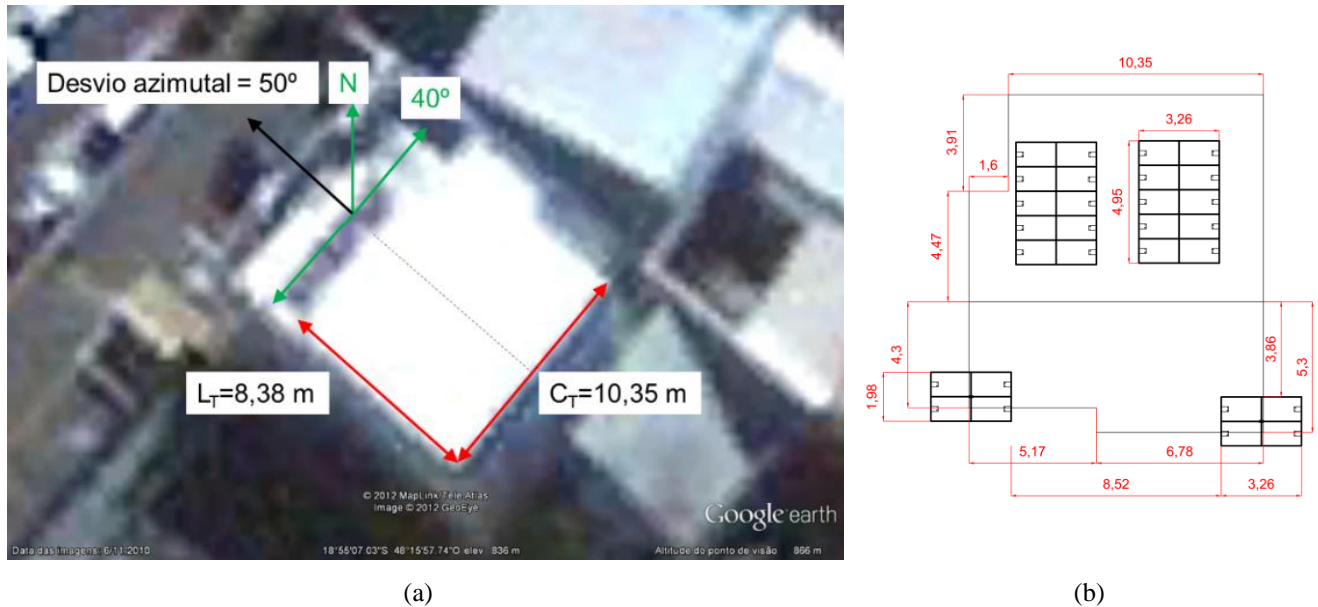 Desvio azimutal = 50º
N
40º
L_T=8,38 m
C_T=10,35 m
© 2012 MapLink/Tele Atlas
Image © 2012 GeoEye
Google earth
Data das imagens: 6/11/2010
18°55'07.03"S 48°15'57.74"O elev 836 m
Altitude do ponto de visão 866 m
10,35
3,26
3,91
1,6
4,95
4,47
4,3
3,86
5,3
1,98
5,17
6,78
8,52
3,26
(a)
(b)